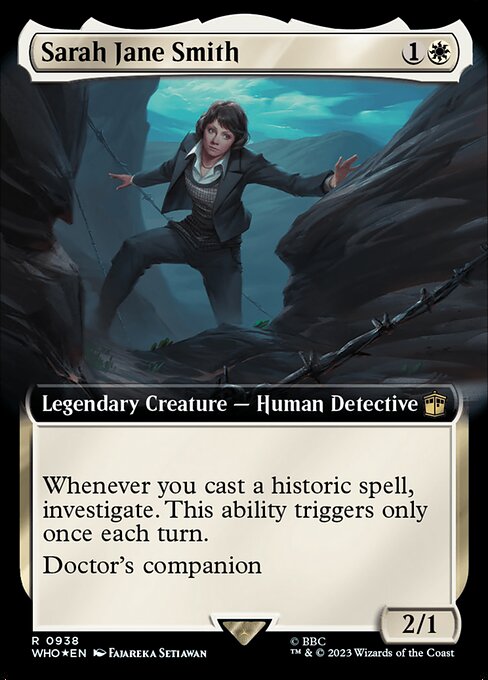 Sarah Jane Smith 1
Legendary Creature — Human Detective
Whenever you cast a historic spell,
investigate. This ability triggers only
once each turn.
Doctor's companion
2/1
R 0938
WHO★EN Fajareka Setiawan
© BBC
™ & © 2023 Wizards of the Coast